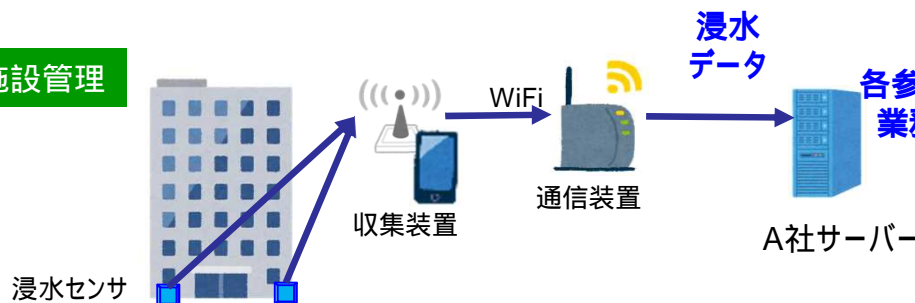 浸水
データ
施設管理
WiFi
各参
業務
収集装置
通信装置
A社サーバー
浸水センサ